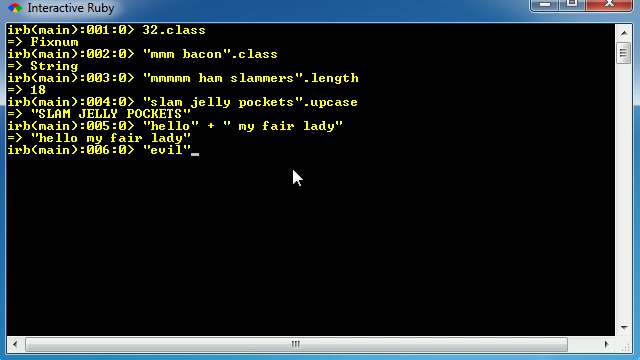 Interactive Ruby
irb(main):001:0> 32.class
=> Fixnum
irb(main):002:0> "mmm bacon".class
=> String
irb(main):003:0> "mmmmm ham slammers".length
=> 18
irb(main):004:0> "slam jelly pockets".upcase
=> "SLAM JELLY POCKETS"
irb(main):005:0> "hello" + " my fair lady"
=> "hello my fair lady"
irb(main):006:0> "evil"_